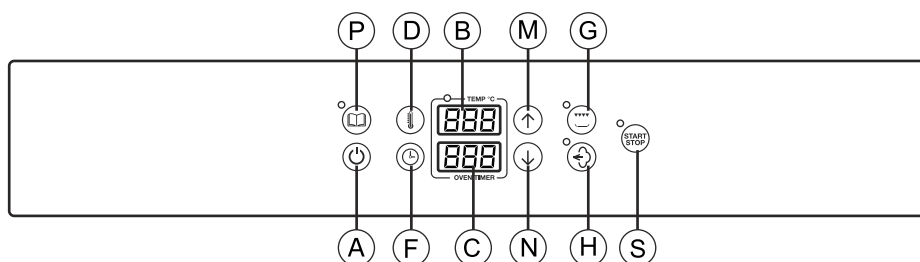 P D B M G
TEMP °C
888
START
STOP
888
OVEN TIMER
A F C N H S